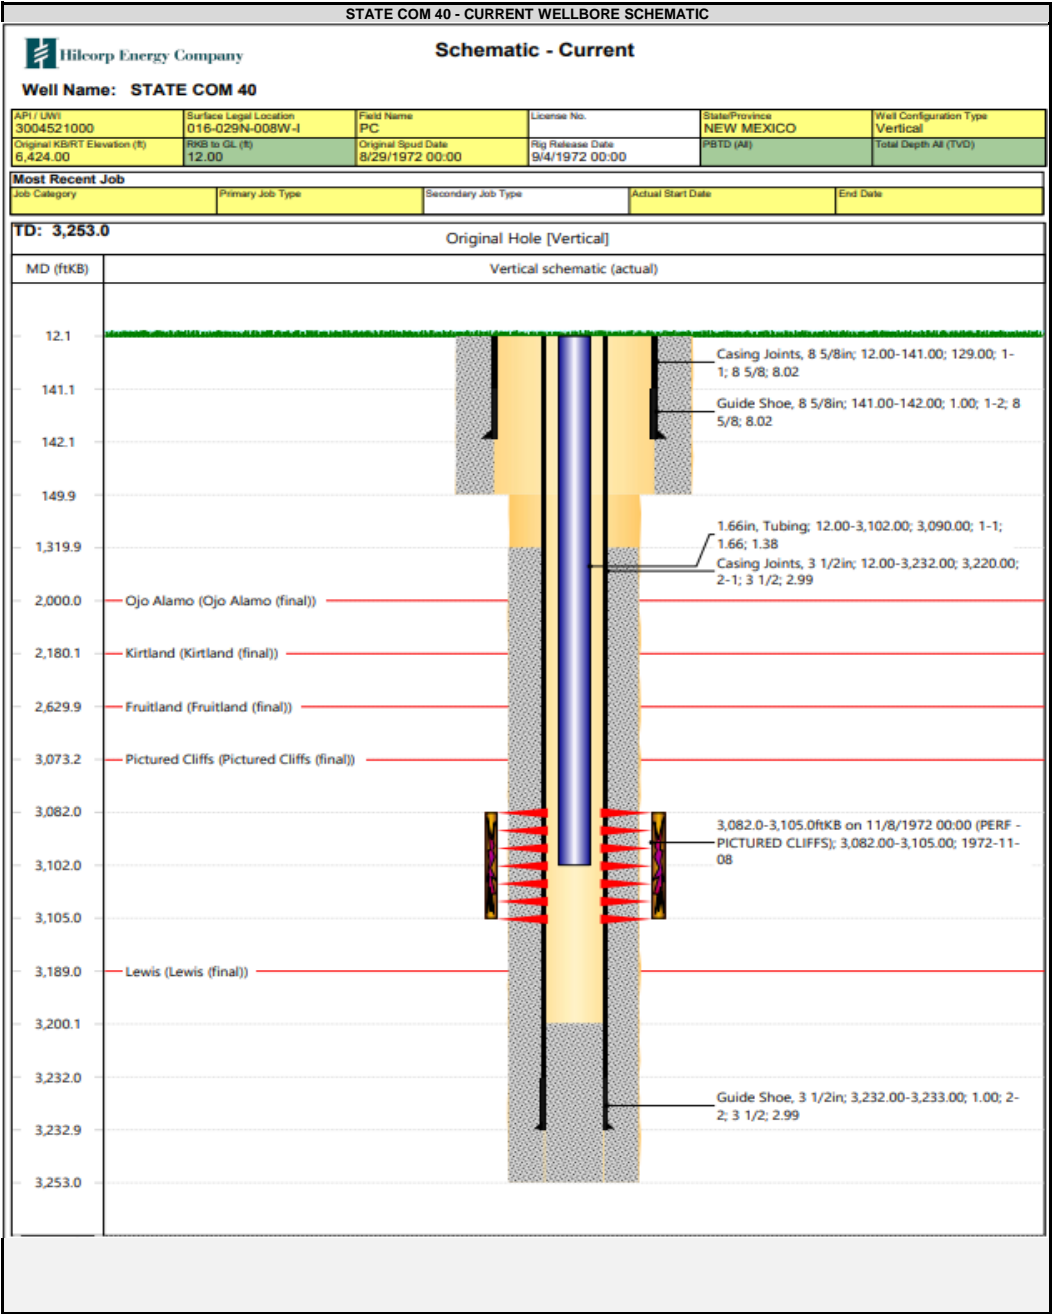 STATE COM 40 - CURRENT WELLBORE SCHEMATIC
Hilcorp Energy Company
Schematic - Current
Well Name: STATE COM 40
API / UWI
3004521000
Surface Legal Location
016-029N-008W-I
Field Name
PC
License No.
State/Province
NEW MEXICO
Well Configuration Type
Vertical
Original KB/RT Elevation (ft)
6,424.00
RKB to GL (ft)
12.00
Original Spud Date
8/29/1972 00:00
Rig Release Date
9/4/1972 00:00
PBTD (All)
Total Depth All (TVD)
Most Recent Job
Job Category
Primary Job Type
Secondary Job Type
Actual Start Date
End Date
TD: 3,253.0
Original Hole [Vertical]
MD (ftKB)
Vertical schematic (actual)
12.1
Casing Joints, 8 5/8in; 12.00-141.00; 129.00; 1-
1; 8 5/8; 8.02
141.1
Guide Shoe, 8 5/8in; 141.00-142.00; 1.00; 1-2; 8
5/8; 8.02
142.1
149.9
1.66in, Tubing; 12.00-3,102.00; 3,090.00; 1-1;
1.66; 1.38
1,319.9
Casing Joints, 3 1/2in; 12.00-3,232.00; 3,220.00;
2-1; 3 1/2; 2.99
2,000.0
Ojo Alamo (Ojo Alamo (final))
2,180.1
Kirtland (Kirtland (final))
2,629.9
Fruitland (Fruitland (final))
3,073.2
Pictured Cliffs (Pictured Cliffs (final))
3,082.0
3,082.0-3,105.0ftKB on 11/8/1972 00:00 (PERF -
PICTURED CLIFFS); 3,082.00-3,105.00; 1972-11-
08
3,102.0
3,105.0
3,189.0
Lewis (Lewis (final))
3,200.1
3,232.0
Guide Shoe, 3 1/2in; 3,232.00-3,233.00; 1.00; 2-
2; 3 1/2; 2.99
3,232.9
3,253.0